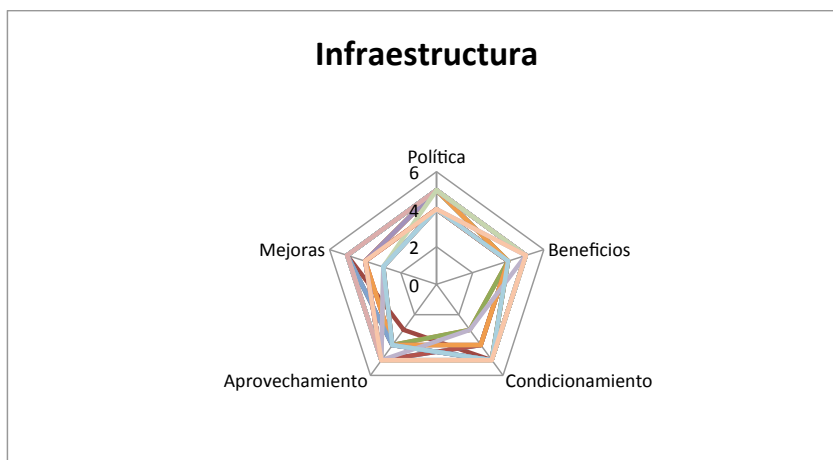 Infraestructura
Política
6
4
2
0
Mejoras
Beneficios
Aprovechamiento
Condicionamiento